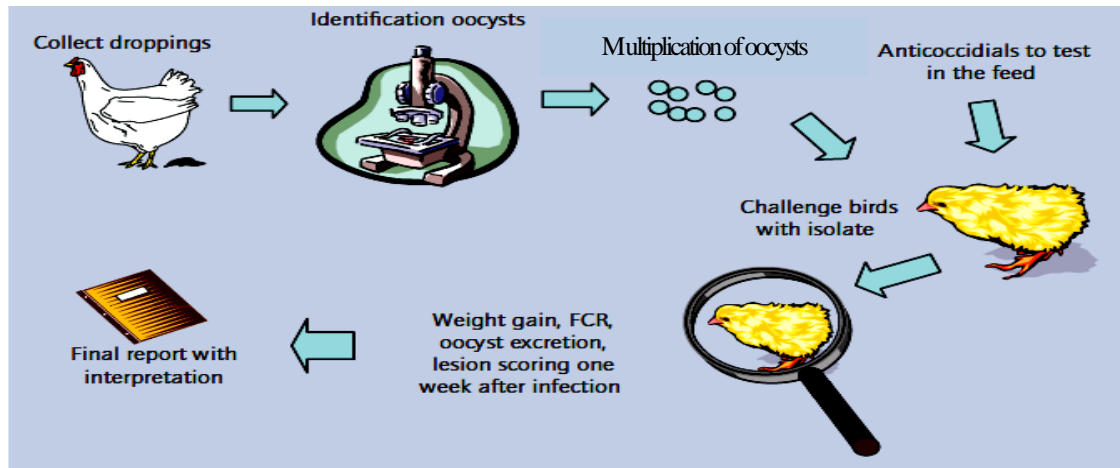 Collect droppings
Identification oocysts
Multiplication of oocysts
Anticoccidials to test
in the feed
Challenge birds
with isolate
Weight gain, FCR,
oocyst excretion,
lesion scoring one
week after infection
Final report with
interpretation